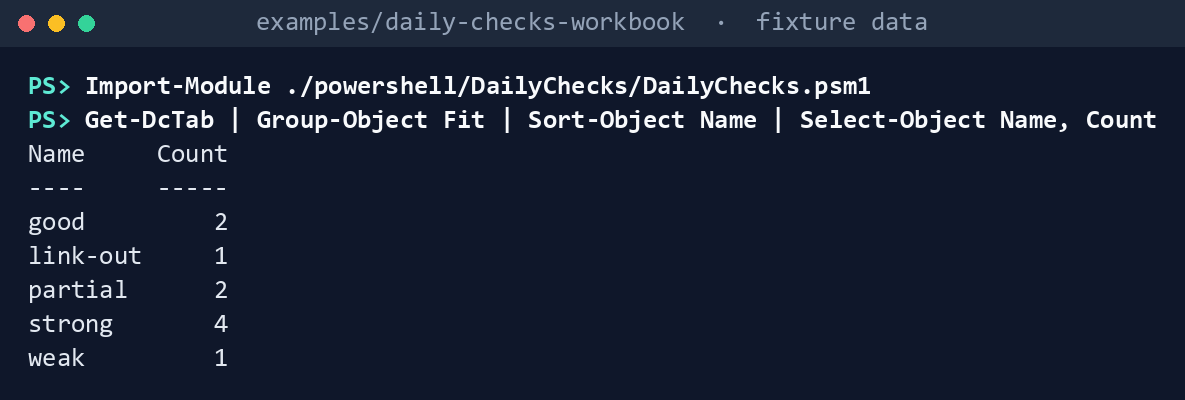 examples/daily-checks-workbook · fixture data
PS> Import-Module ./powershell/DailyChecks/DailyChecks.psm1
PS> Get-DcTab | Group-Object Fit | Sort-Object Name | Select-Object Name, Count
Name     Count
----     -----
good         2
link-out     1
partial      2
strong       4
weak         1